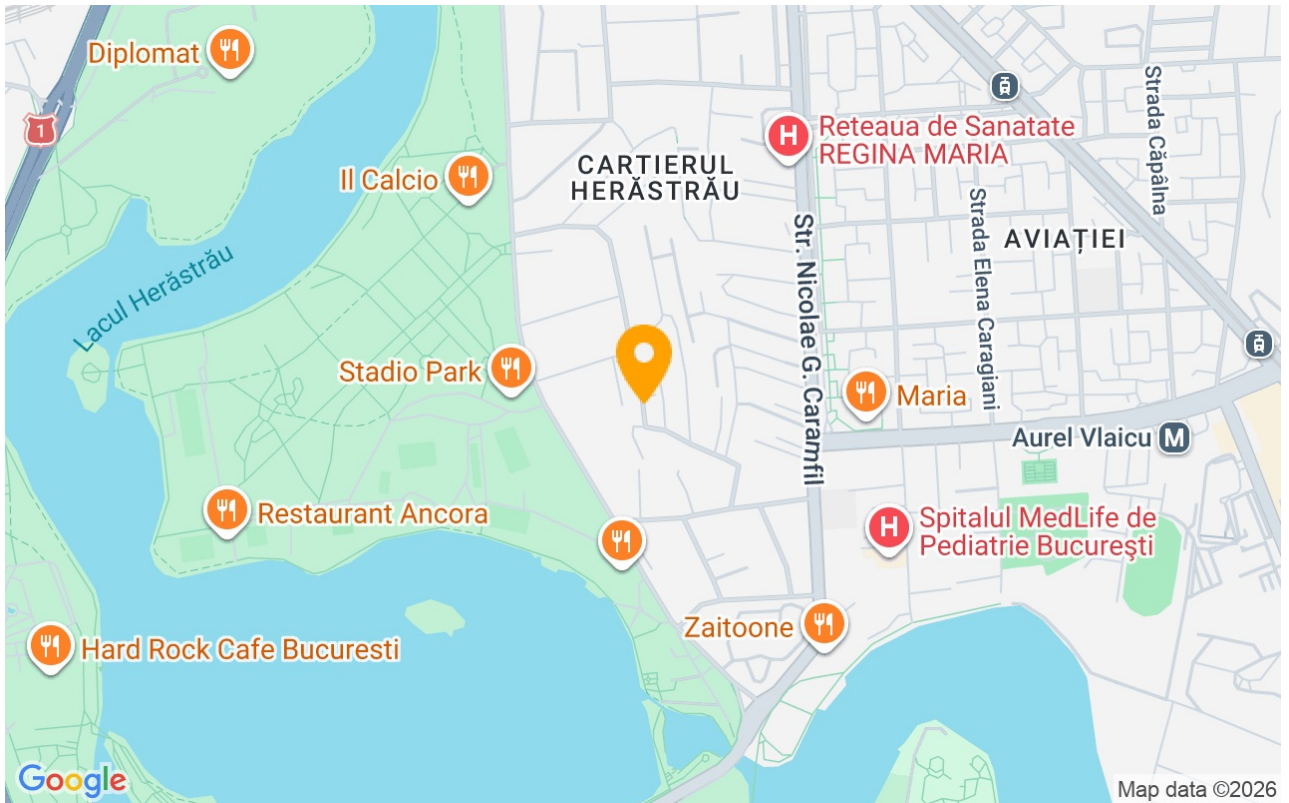 Diplomat
1
Il Calcio
CARTIERUL
HERĂSTRĂU
H
Reteaua de Sanatate
REGINA MARIA
Strada Căpâlna
Strada Elena Caragiani
AVIAȚIEI
Str. Nicolae G. Caramfil
Lacul Herăstrău
Stadio Park
Maria
Aurel Vlaicu
M
Restaurant Ancora
H
Spitalul MedLife de
Pediatrie Bucureşti
Zaitoone
Hard Rock Cafe Bucuresti
Google
Map data ©2026